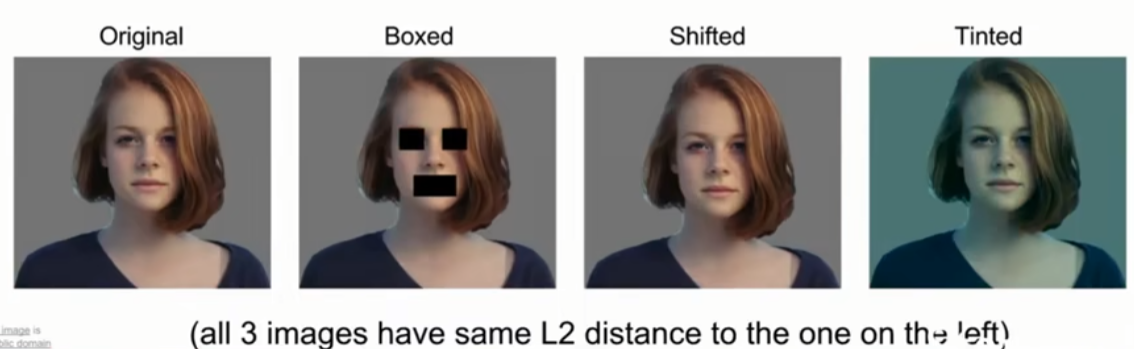 Original Boxed Shifted Tinted
image is
(all 3 images have same L2 distance to the one on the left)
domain